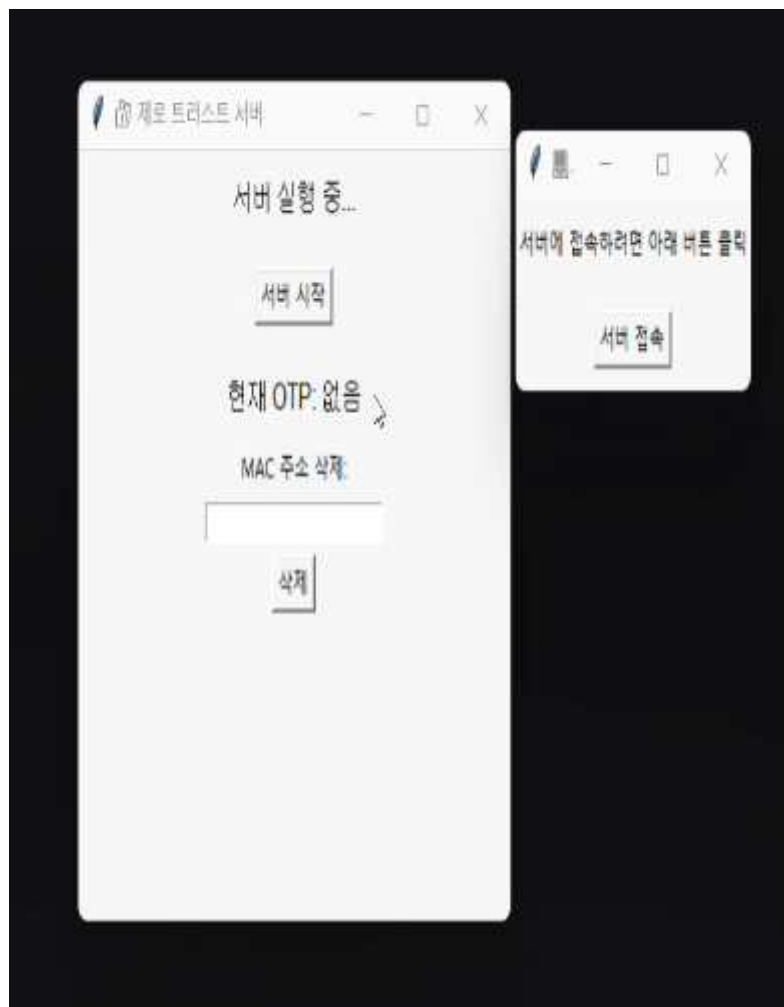 제로 트러스트 서버
서버 실행 중...
서버 시작
현재 OTP: 없음
MAC 주소 삭제:
삭제
서버에 접속하려면 아래 버튼 클릭
서버 접속